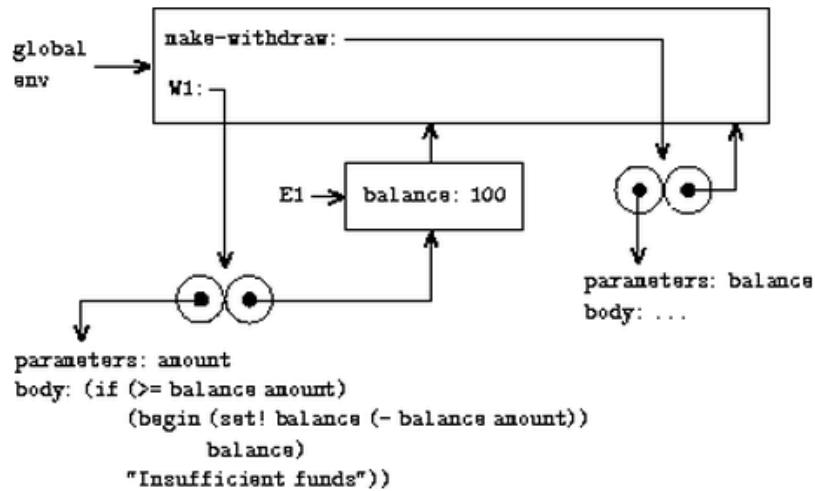 make-withdraw:
global
env
W1:
E1
balance: 100
parameters: balance
body: ...
parameters: amount
body: (if (>= balance amount)
(begin (set! balance (- balance amount))
balance)
"Insufficient funds"))